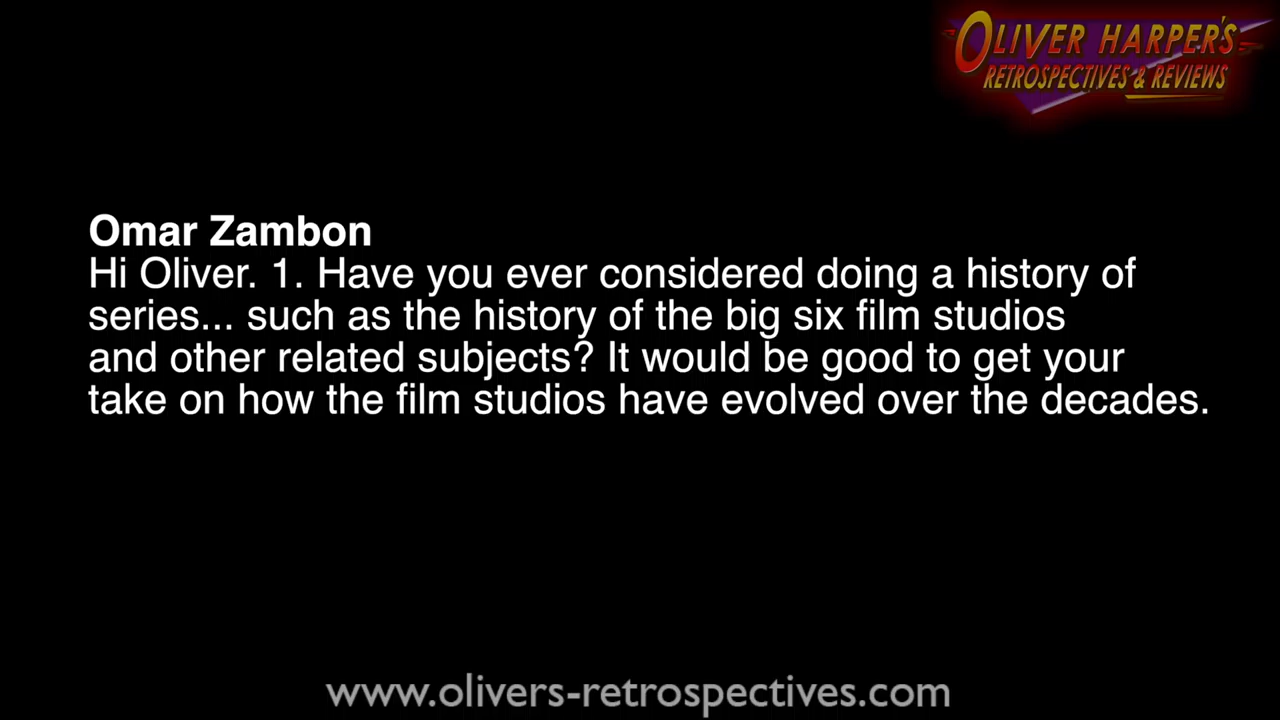 OLIVER HARPER'S
RETROSPECTIVES & REVIEWS
Omar Zambon
Hi Oliver. 1. Have you ever considered doing a history of
series... such as the history of the big six film studios
and other related subjects? It would be good to get your
take on how the film studios have evolved over the decades.
www.olivers-retrospectives.com